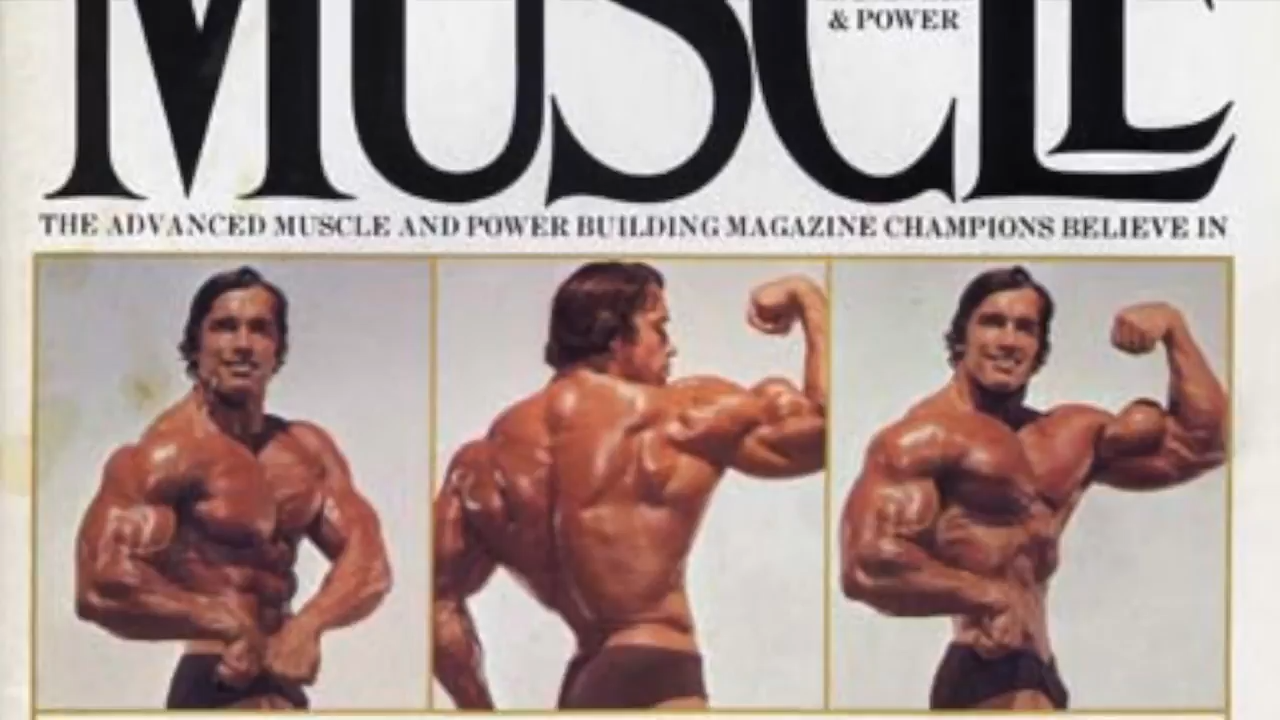 MUSCLE
& POWER
THE ADVANCED MUSCLE AND POWER BUILDING MAGAZINE CHAMPIONS BELIEVE IN